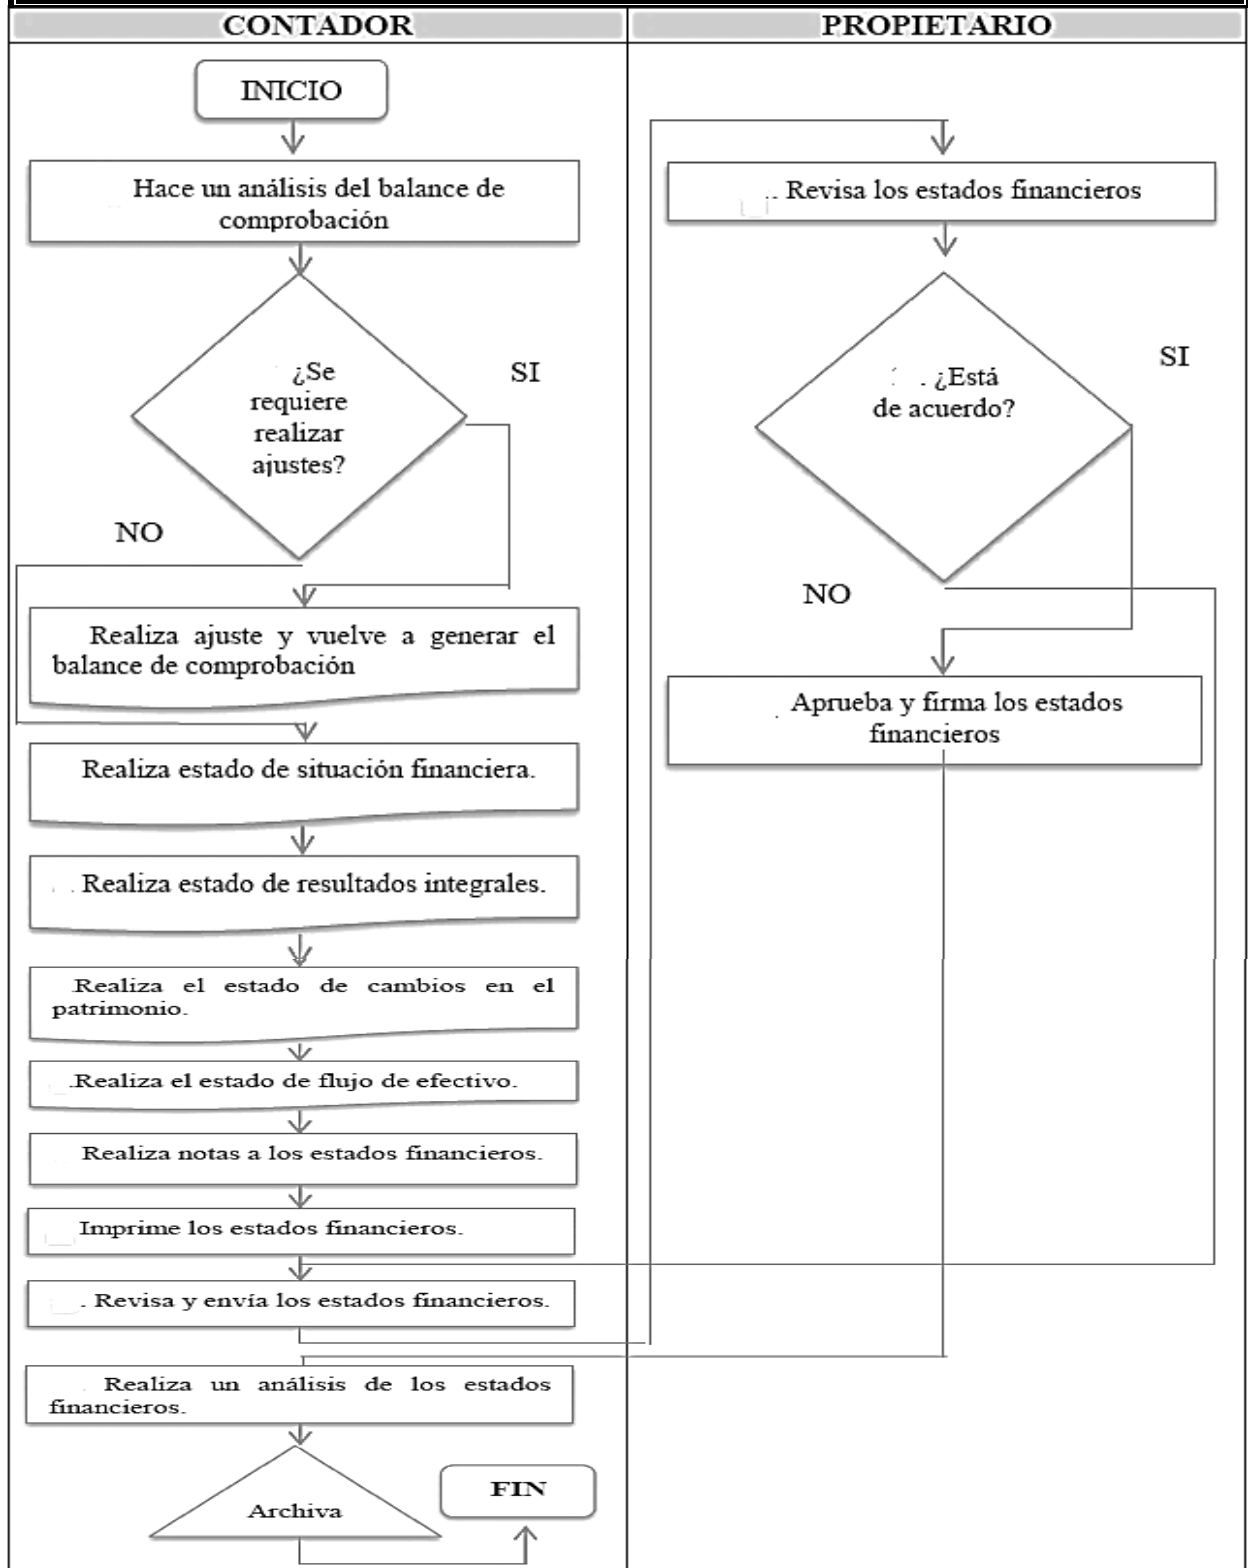 CONTADOR
PROPIETARIO
INICIO
Hace un análisis del balance de
comprobación
¿Se
requiere
realizar
ajustes?
SI
NO
Realiza ajuste y vuelve a generar el
balance de comprobación
Realiza estado de situación financiera.
Realiza estado de resultados integrales.
Realiza el estado de cambios en el
patrimonio.
.Realiza el estado de flujo de efectivo.
Realiza notas a los estados financieros.
Imprime los estados financieros.
. Revisa y envía los estados financieros.
Realiza un análisis de los estados
financieros.
Archiva
FIN
. Revisa los estados financieros
. ¿Está
de acuerdo?
SI
NO
. Aprueba y firma los estados
financieros